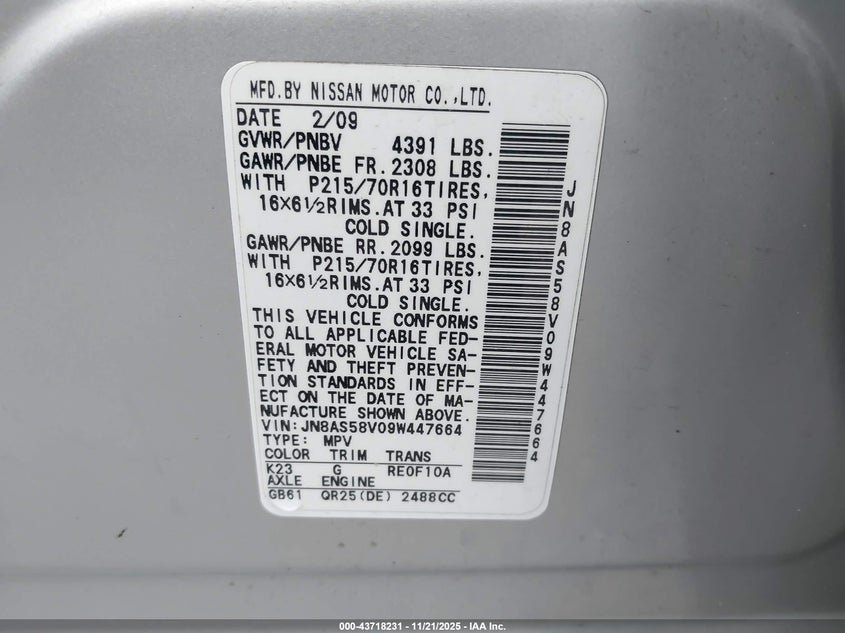 MFD.BY NISSAN MOTOR CO.,LTD.
DATE 2/09
GVWR/PNBV 4391 LBS.
GAWR/PNBE FR.2308 LBS.
WITH P215/70R16TIRES,
16×6½RIMS.AT 33 PSI
COLD SINGLE.
GAWR/PNBE RR.2099 LBS.
WITH P215/70R16TIRES,
16×6½RIMS.AT 33 PSI
COLD SINGLE.
THIS VEHICLE CONFORMS
TO ALL APPLICABLE FED-
ERAL MOTOR VEHICLE SA-
FETY AND THEFT PREVEN-
TION STANDARDS IN EFF-
ECT ON THE DATE OF MA-
NUFACTURE SHOWN ABOVE.
VIN:JN8AS58V09W447664
TYPE: MPV
COLOR TRIM TRANS
K23 G RE0F10A
AXLE ENGINE
GB61 QR25(DE) 2488CC
JN8AS58V09W447664
000-43718231 - 11/21/2025 - IAA Inc.